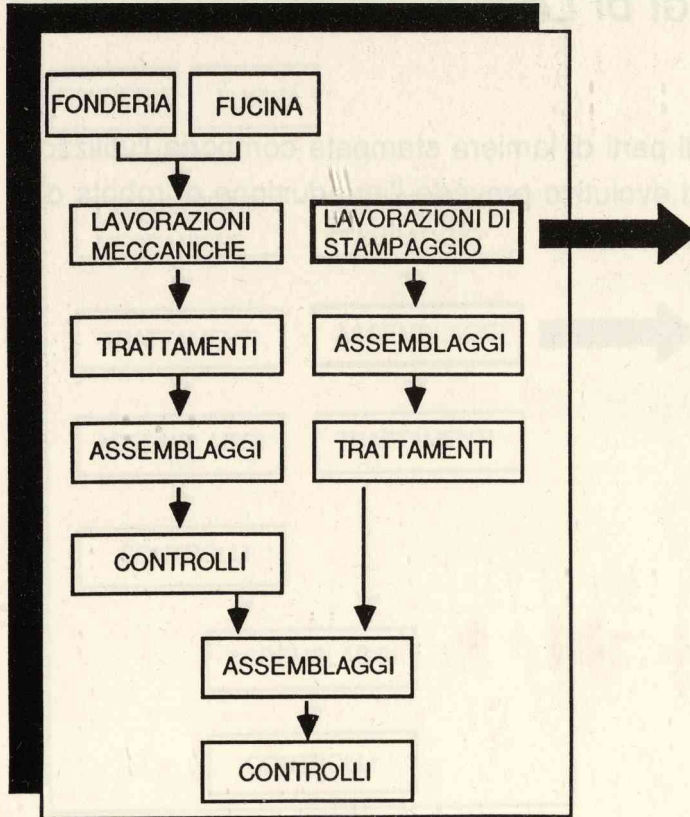 FONDERIA
FUCINA
LAVORAZIONI
MECCANICHE
LAVORAZIONI DI
STAMPAGGIO
TRATTAMENTI
ASSEMBLAGGI
ASSEMBLAGGI
TRATTAMENTI
CONTROLLI
ASSEMBLAGGI
CONTROLLI